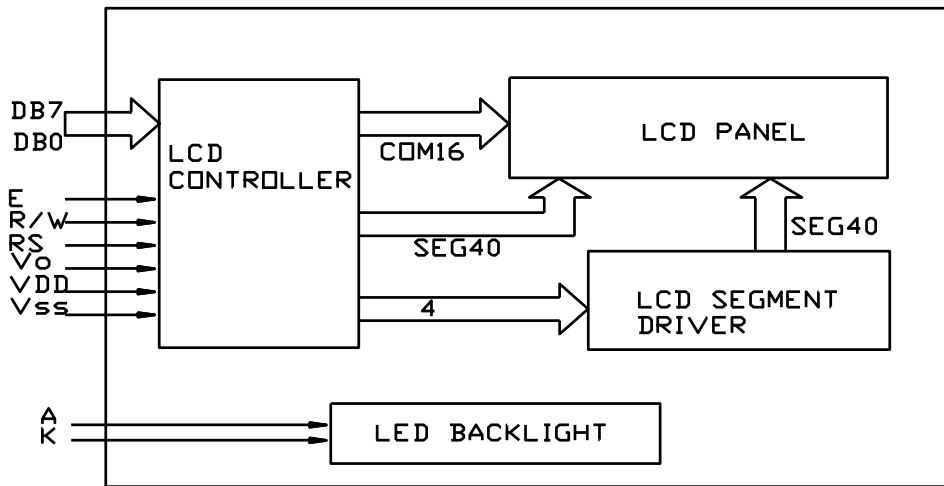 DB7
DB0
E
R/W
RS
Vo
VDD
Vss
LCD
CONTROLLER
COM16
SEG40
4
LCD PANEL
SEG40
LCD SEGMENT
DRIVER
A
K
LED BACKLIGHT